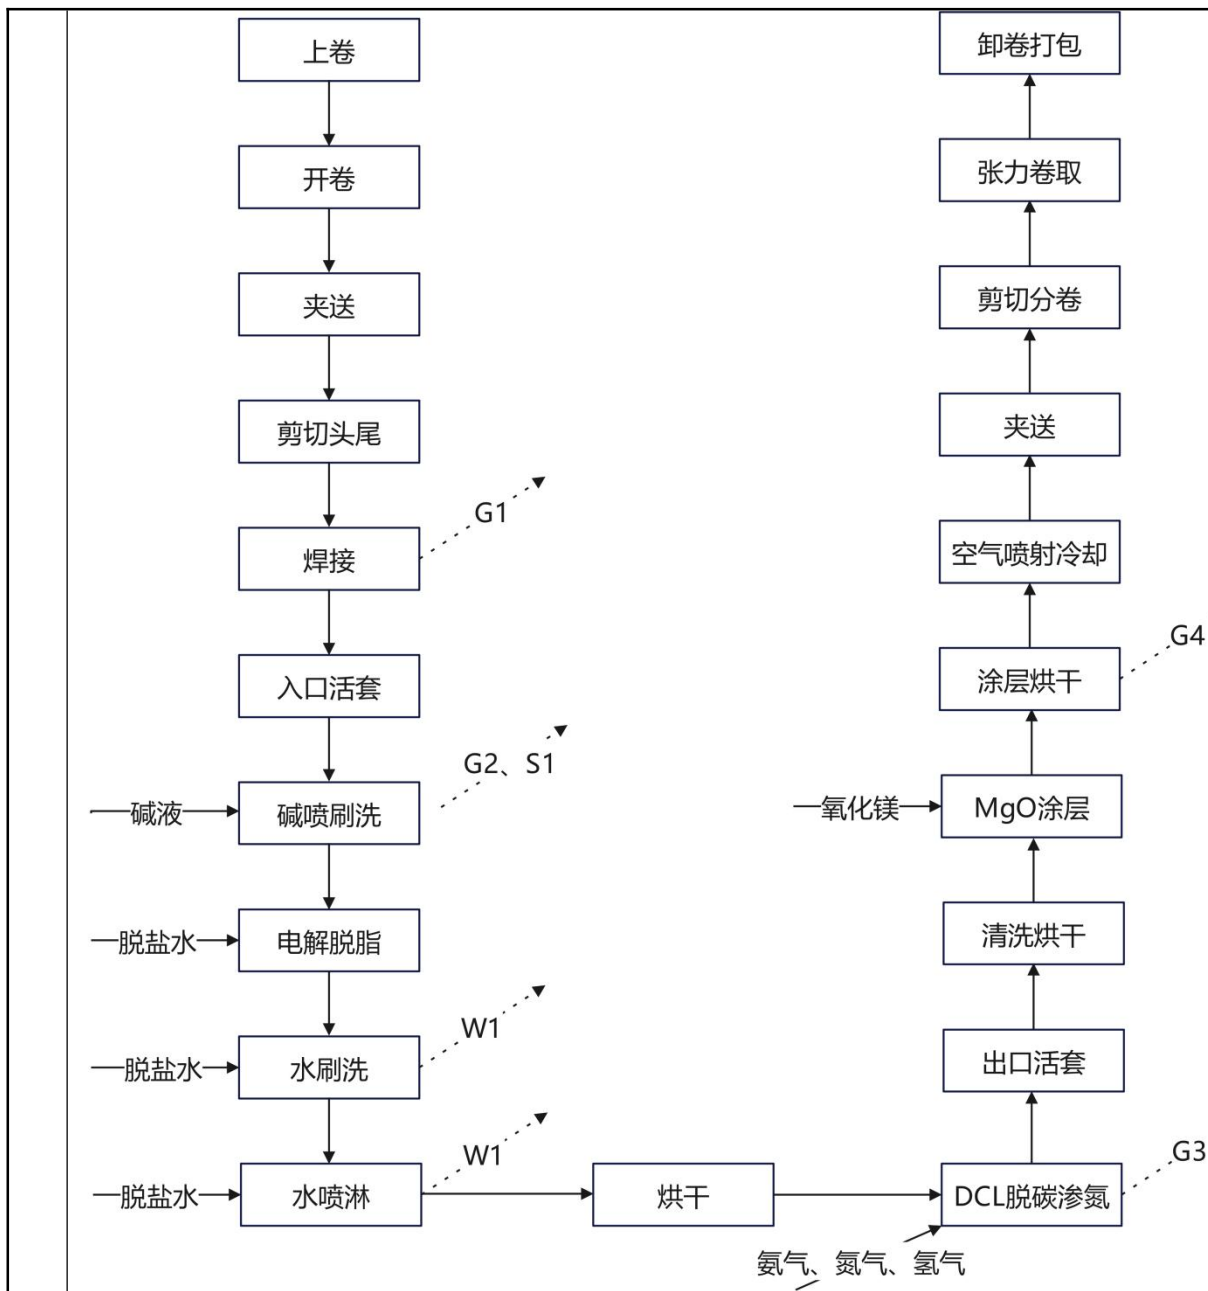 上卷
开卷
夹送
剪切头尾
焊接
G1
入口活套
G2、S1
碱液
碱喷刷洗
脱盐水
电解脱脂
脱盐水
水刷洗
W1
脱盐水
水喷淋
W1
烘干
氨气、氮气、氢气
DCL脱碳渗氮
G3
出口活套
清洗烘干
氧化镁
MgO涂层
涂层烘干
G4
空气喷射冷却
夹送
剪切分卷
张力卷取
卸卷打包